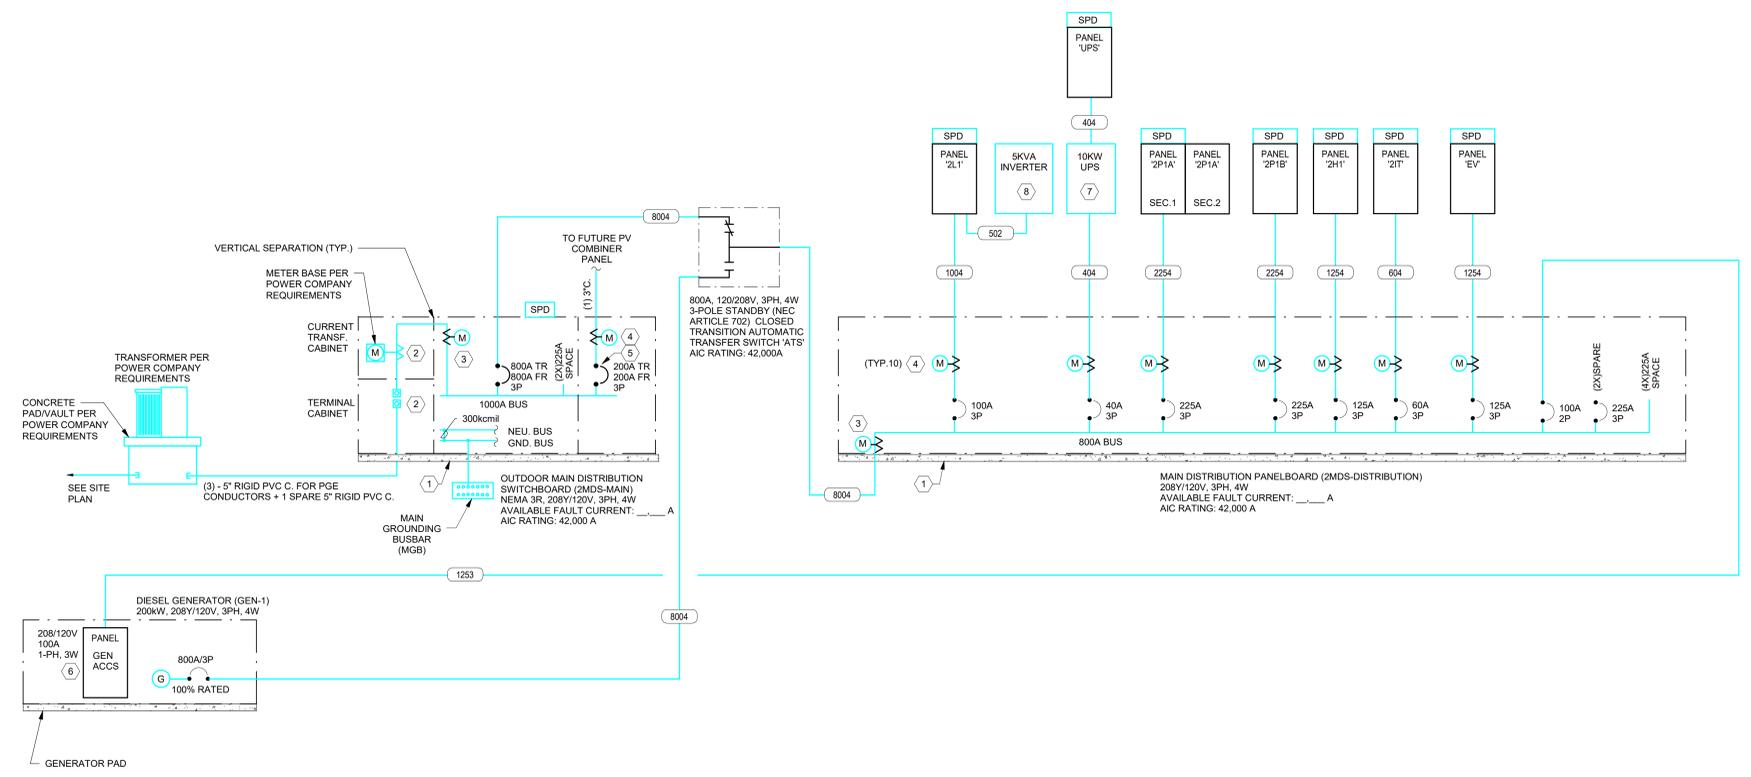 SPD
PANEL
'UPS'
404
SPD
PANEL
'2L1'
5KVA
INVERTER
8
10KW
UPS
7
SPD
PANEL
'2P1A'
SEC.1
PANEL
'2P1A'
SEC.2
SPD
PANEL
'2P1B'
SPD
PANEL
'2H1'
SPD
PANEL
'2IT'
SPD
PANEL
'EV'
502
1004
404
2254
2254
1254
604
1254
8004
VERTICAL SEPARATION (TYP.)
TO FUTURE PV
COMBINER
PANEL
METER BASE PER
POWER COMPANY
REQUIREMENTS
(1) 3"C.
SPD
800A, 120/208V, 3PH, 4W
3-POLE STANDBY (NEC
ARTICLE 702) CLOSED
TRANSITION AUTOMATIC
TRANSFER SWITCH 'ATS'
AIC RATING: 42,000A
CURRENT
TRANSF.
CABINET
M
2
M
3
M
4
5
800A TR
800A FR
3P
(2X)225A
SPACE
200A TR
200A FR
3P
TRANSFORMER PER
POWER COMPANY
REQUIREMENTS
CONCRETE
PAD/VAULT PER
POWER COMPANY
REQUIREMENTS
TERMINAL
CABINET
2
1000A BUS
300kcmil
NEU. BUS
GND. BUS
SEE SITE
PLAN
(3) - 5" RIGID PVC C. FOR PGE
CONDUCTORS + 1 SPARE 5" RIGID PVC C.
1
OUTDOOR MAIN DISTRIBUTION
SWITCHBOARD (2MDS-MAIN)
NEMA 3R, 208Y/120V, 3PH, 4W
AVAILABLE FAULT CURRENT: __,___ A
AIC RATING: 42,000 A
MAIN
GROUNDING
BUSBAR
(MGB)
(TYP.10)
4
M
M
M
M
M
M
M
100A
3P
40A
3P
225A
3P
225A
3P
125A
3P
60A
3P
125A
3P
100A
2P
(2X)SPARE
225A
3P
(4X)225A
SPACE
3
M
800A BUS
8004
1
MAIN DISTRIBUTION PANELBOARD (2MDS-DISTRIBUTION)
208Y/120V, 3PH, 4W
AVAILABLE FAULT CURRENT: __,___ A
AIC RATING: 42,000 A
1253
8004
DIESEL GENERATOR (GEN-1)
200kW, 208Y/120V, 3PH, 4W
208/120V
100A
1-PH, 3W
6
PANEL
GEN
ACCS
800A/3P
G
100% RATED
GENERATOR PAD